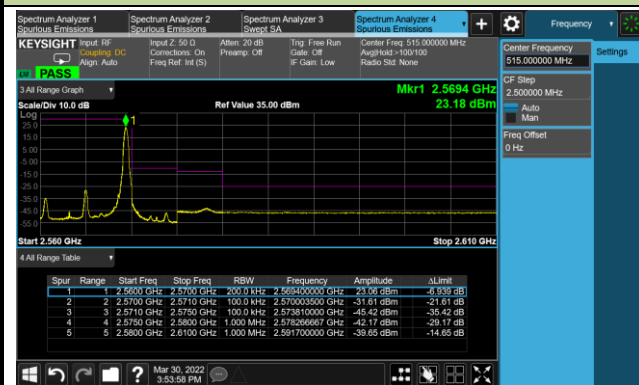 Spectrum Analyzer 1
Spurious Emissions
Spectrum Analyzer 2
Spurious Emissions
Spectrum Analyzer 3
Swept SA
Spectrum Analyzer 4
Spurious Emissions
Frequency
KEYSIGHT
Input: RF
Coupling: DC
Align: Auto
Input Z: 50 Ω
Corrections: On
Freq Ref: Int (S)
Atten: 20 dB
Preamp: Off
Trig: Free Run
Gate: Off
IF Gain: Low
Center Freq: 515.000000 MHz
Avg|Hold:>100/100
Radio Std: None
PASS
Center Frequency
515.000000 MHz
Settings
CF Step
2.500000 MHz
Auto
Man
Freq Offset
0 Hz
3 All Range Graph
Scale/Div 10.0 dB
Ref Value 35.00 dBm
Mkr1 2.5694 GHz
23.18 dBm
Log
25.0
15.0
5.00
-5.00
-15.0
-25.0
-35.0
-45.0
-55.0
1
Start 2.560 GHz
Stop 2.610 GHz
4 All Range Table
Spur Range Start Freq Stop Freq RBW Frequency Amplitude ΔLimit
1 1 2.5600 GHz 2.5700 GHz 200.0 kHz 2.569400000 GHz 23.06 dBm -6.939 dB
2 2 2.5700 GHz 2.5710 GHz 100.0 kHz 2.570003500 GHz -31.61 dBm -21.61 dB
3 3 2.5710 GHz 2.5750 GHz 100.0 kHz 2.573810000 GHz -45.42 dBm -35.42 dB
4 4 2.5750 GHz 2.5800 GHz 1.000 MHz 2.578266667 GHz -42.17 dBm -29.17 dB
5 5 2.5800 GHz 2.6100 GHz 1.000 MHz 2.591700000 GHz -39.65 dBm -14.65 dB
Mar 30, 2022
3:53:58 PM